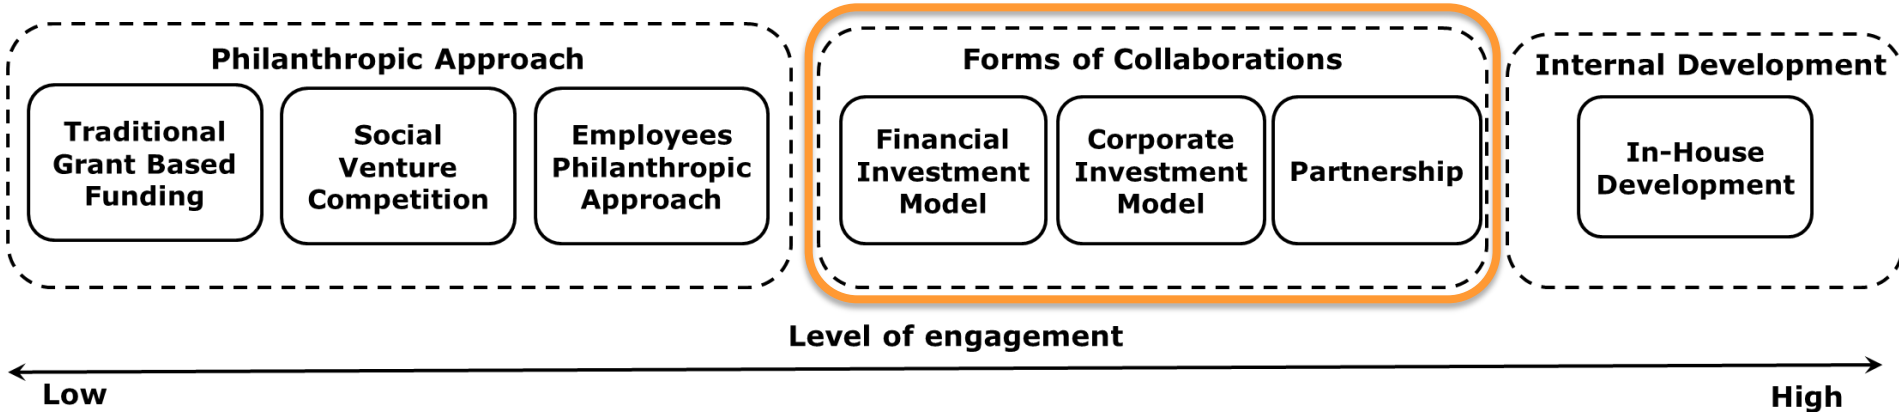 Philanthropic Approach
Traditional
Grant Based
Funding
Social
Venture
Competition
Employees
Philanthropic
Approach
Forms of Collaborations
Financial
Investment
Model
Corporate
Investment
Model
Partnership
Internal Development
In-House
Development
Level of engagement
Low
High